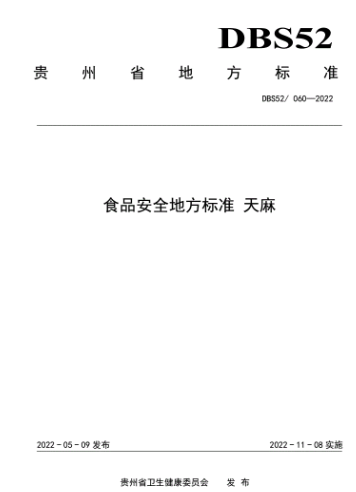 DBS52
贵州省地方标准
DBS52/ 060—2022
食品安全地方标准 天麻
2022-05-09 发布 2022-11-08 实施
贵州省卫生健康委员会 发 布